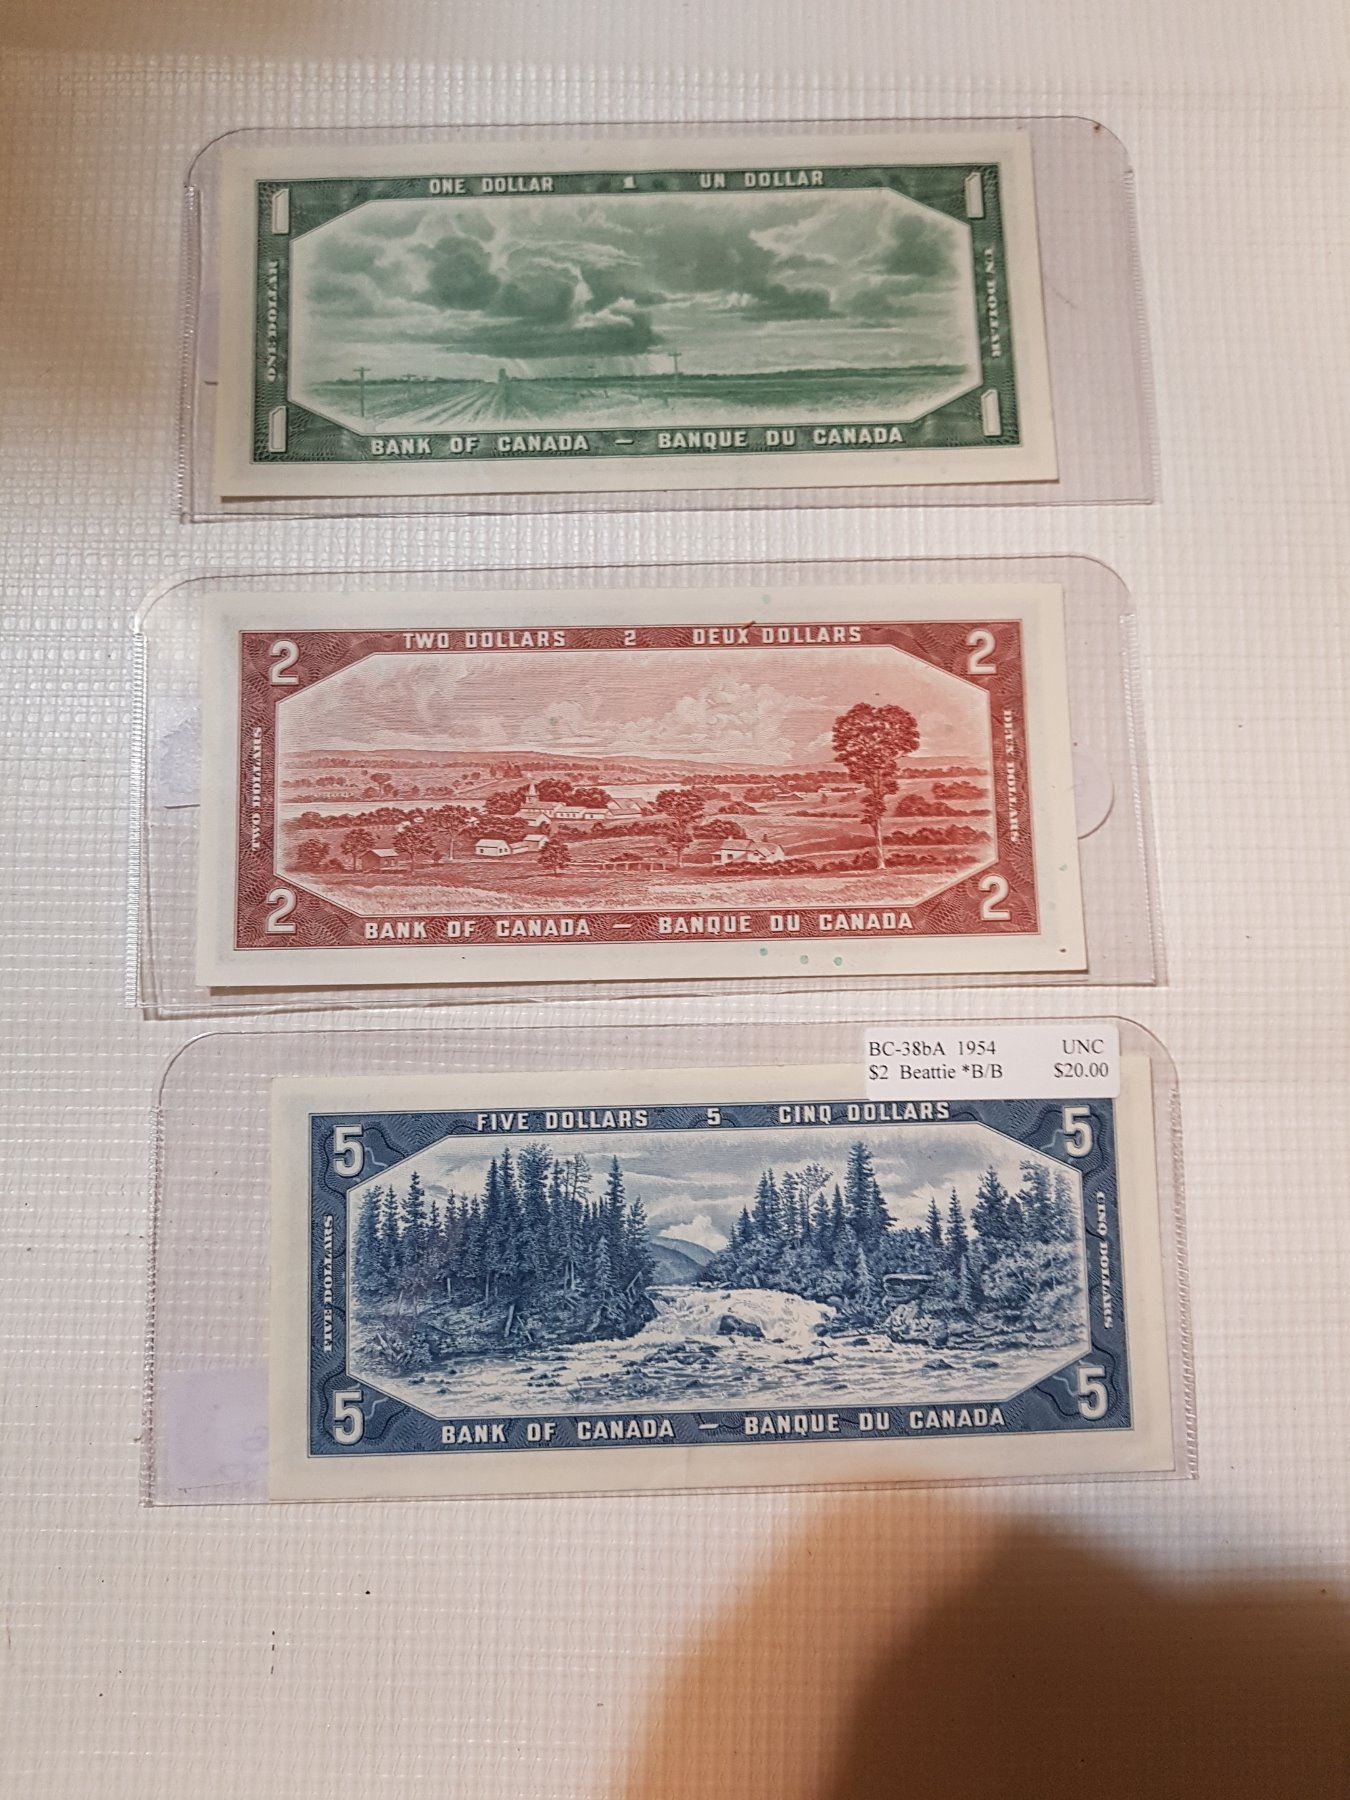 ONE DOLLAR 1 UN DOLLAR
1 1
ONE DOLLAR UN DOLLAR
1 1
BANK OF CANADA — BANQUE DU CANADA
TWO DOLLARS 2 DEUX DOLLARS
2 2
TWO DOLLARS DEUX DOLLARS
2 2
BANK OF CANADA — BANQUE DU CANADA
BC-38bA 1954 UNC
$2 Beattie *B/B $20.00
FIVE DOLLARS 5 CINQ DOLLARS
5 5
FIVE DOLLARS CINQ DOLLARS
5 5
BANK OF CANADA — BANQUE DU CANADA